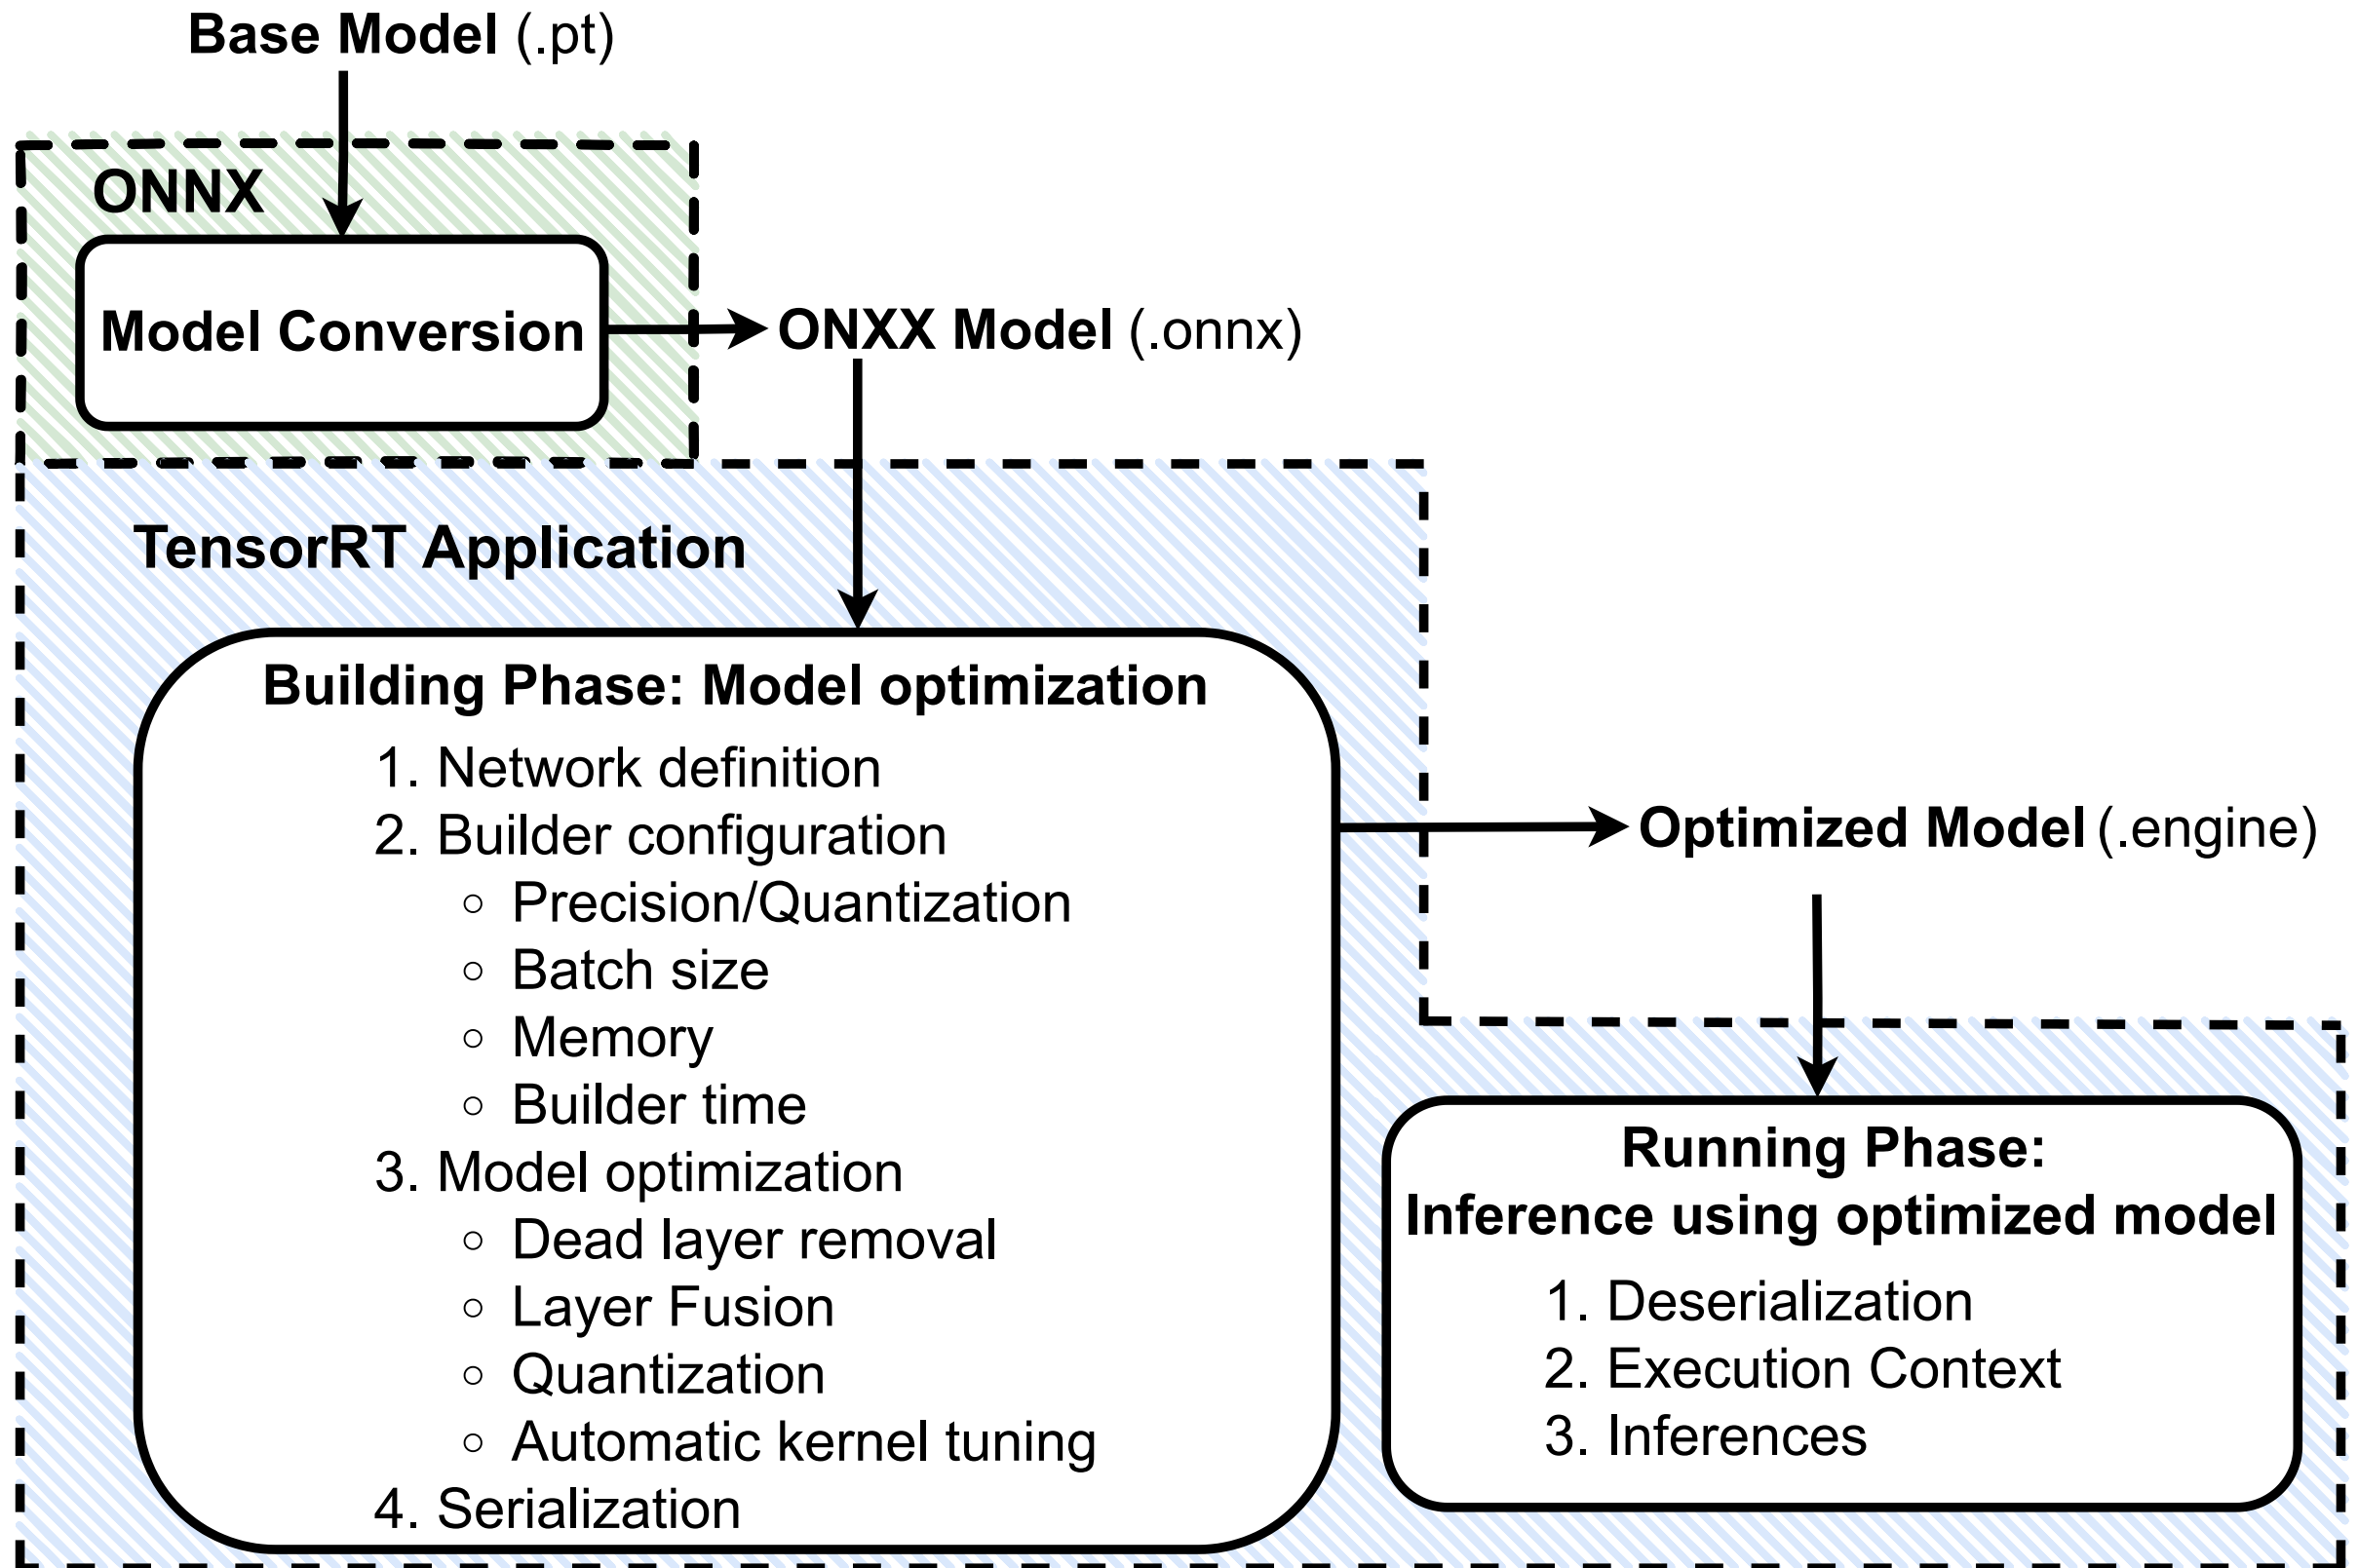 Base Model (.pt)
ONNX
Model Conversion
ONXX Model (.onnx)
TensorRT Application
Building Phase: Model optimization
1. Network definition
2. Builder configuration
○ Precision/Quantization
○ Batch size
○ Memory
○ Builder time
3. Model optimization
○ Dead layer removal
○ Layer Fusion
○ Quantization
○ Automatic kernel tuning
4. Serialization
Optimized Model (.engine)
Running Phase:
Inference using optimized model
1. Deserialization
2. Execution Context
3. Inferences